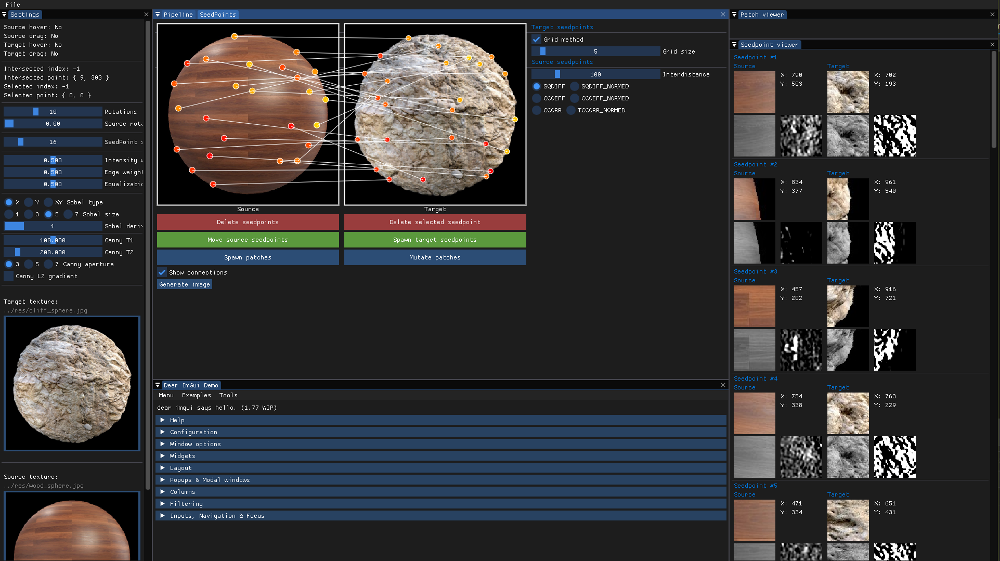 File
Settings
Source hover: No
Source drag: No
Target hover: No
Target drag: No
Intersected index: -1
Intersected point: { 9, 303 }
Selected index: -1
Selected point: { 0, 0 }
10 Rotations
0.00 Source rota
16 SeedPoint s
0.500 Intensity w
0.500 Edge weight
0.500 Equalizatio
X Y XY Sobel type
1 3 5 7 Sobel size
1 Sobel deriv
100.000 Canny T1
200.000 Canny T2
3 5 7 Canny aperture
Canny L2 gradient
Target texture:
../res/cliff_sphere.jpg
Source texture:
../res/wood_sphere.jpg
Pipeline SeedPoints
Source Target
Delete seedpoints Delete selected seedpoint
Move source seedpoints Spawn target seedpoints
Spawn patches Mutate patches
Show connections
Generate image
Target seedpoints
Grid method
5 Grid size
Source seedpoints
100 Interdistance
SQDIFF SQDIFF_NORMED
CCOEFF CCOEFF_NORMED
CCORR TCCORR_NORMED
Dear ImGui Demo
Menu Examples Tools
dear imgui says hello. (1.77 WIP)
Help
Configuration
Window options
Widgets
Layout
Popups & Modal windows
Columns
Filtering
Inputs, Navigation & Focus
Patch viewer
Seedpoint viewer
Seedpoint #1
Source Target
X: 790 X: 702
Y: 503 Y: 193
Seedpoint #2
Source Target
X: 834 X: 961
Y: 377 Y: 540
Seedpoint #3
Source Target
X: 457 X: 916
Y: 202 Y: 721
Seedpoint #4
Source Target
X: 754 X: 763
Y: 338 Y: 229
Seedpoint #5
Source Target
X: 471 X: 651
Y: 334 Y: 431